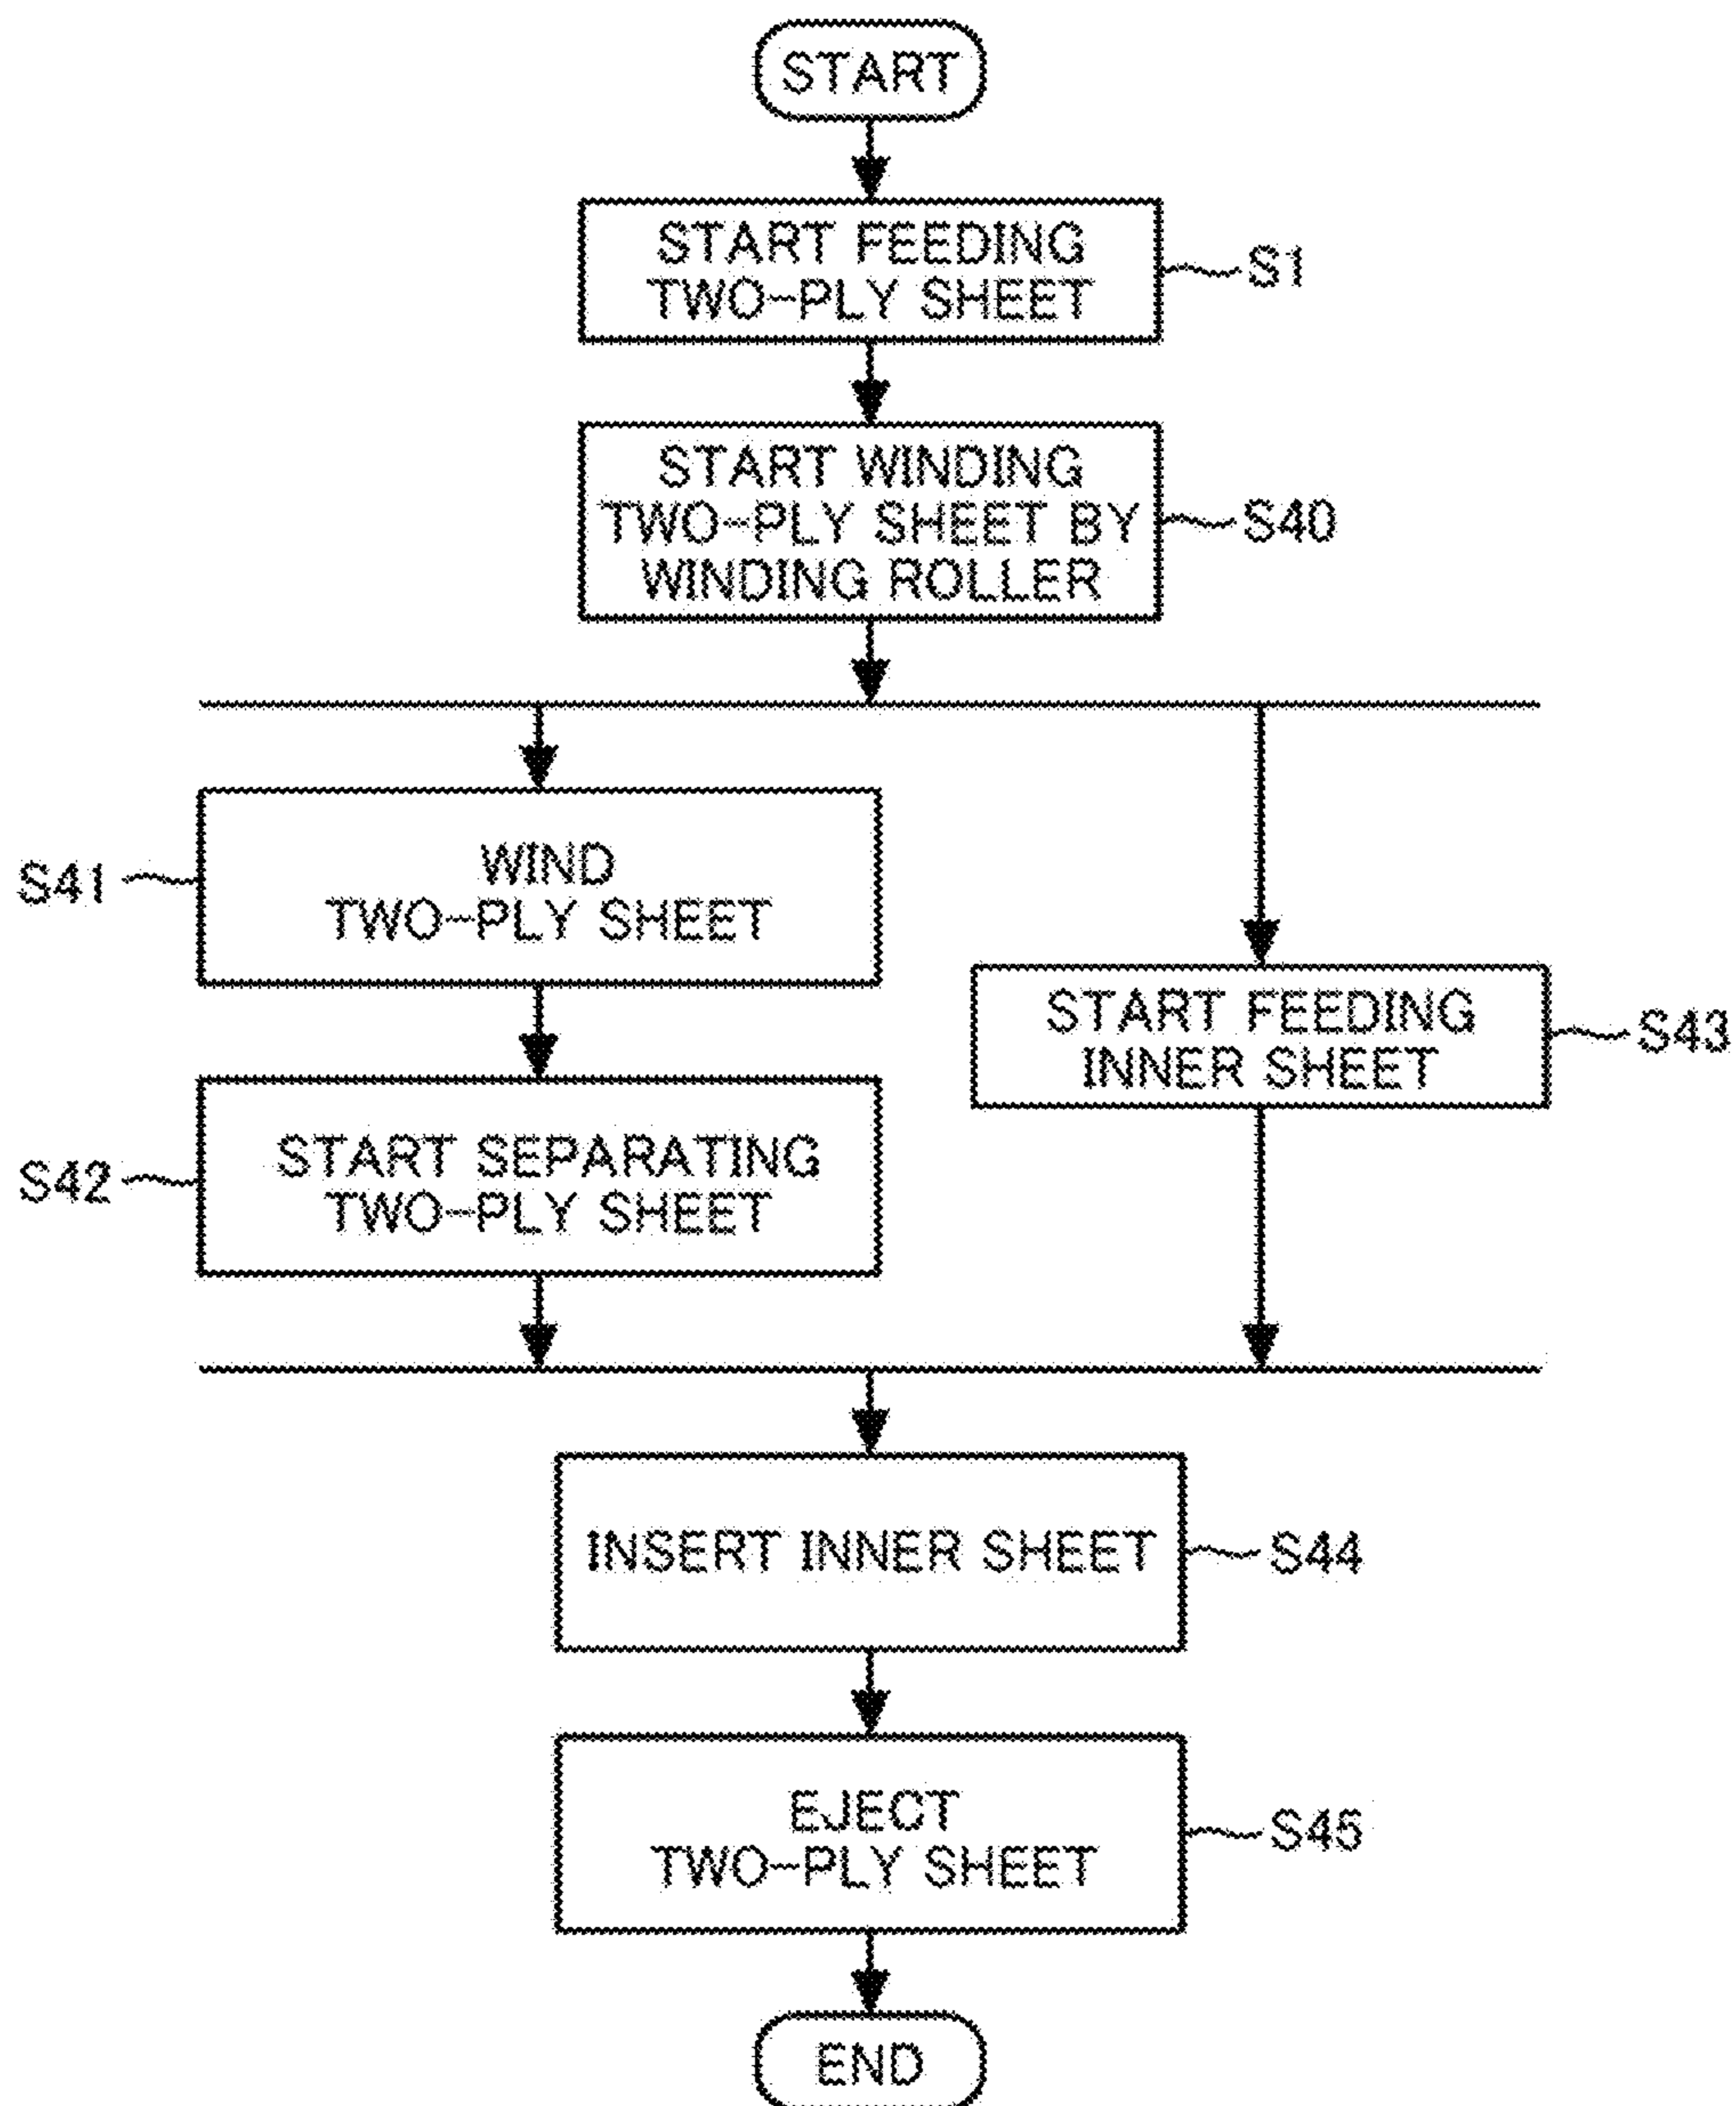 START
START FEEDING
TWO-PLY SHEET
S1
START WINDING
TWO-PLY SHEET BY
WINDING ROLLER
S40
S41
WIND
TWO-PLY SHEET
START FEEDING
INNER SHEET
S43
S42
START SEPARATING
TWO-PLY SHEET
INSERT INNER SHEET
S44
EJECT
TWO-PLY SHEET
S45
END